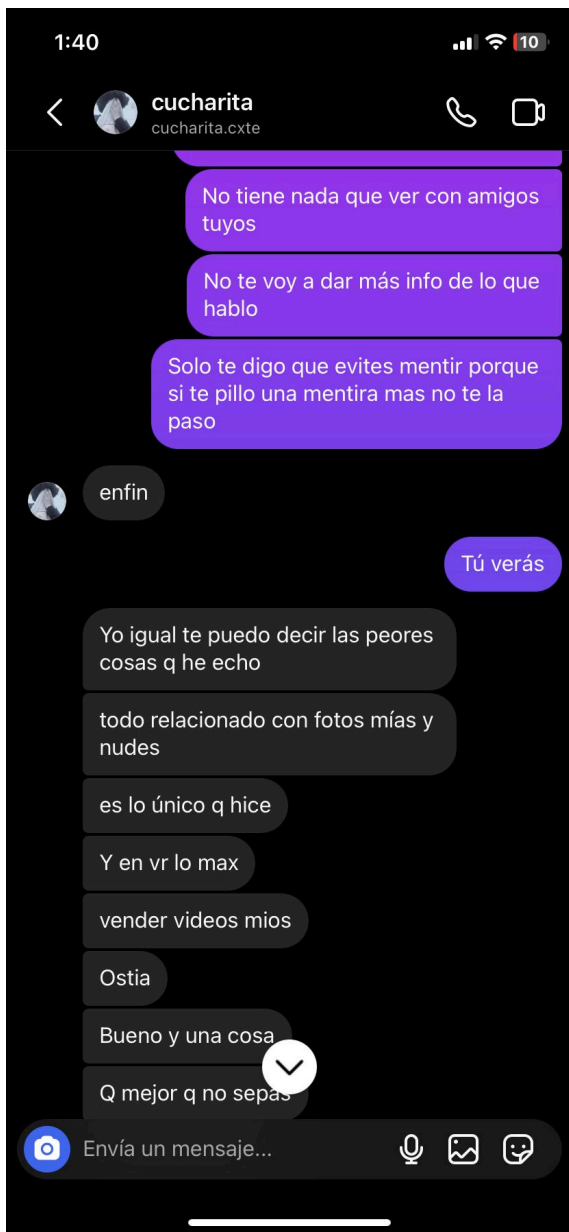 1:40
10
cucharita
cucharita.cxte
No tiene nada que ver con amigos
tuyos
No te voy a dar más info de lo que
hablo
Solo te digo que evites mentir porque
si te pillo una mentira mas no te la
paso
enfin
Tú verás
Yo igual te puedo decir las peores
cosas q he echo
todo relacionado con fotos mías y
nudes
es lo único q hice
Y en vr lo max
vender videos mios
Ostia
Bueno y una cosa
Q mejor q no sepas
Envía un mensaje...